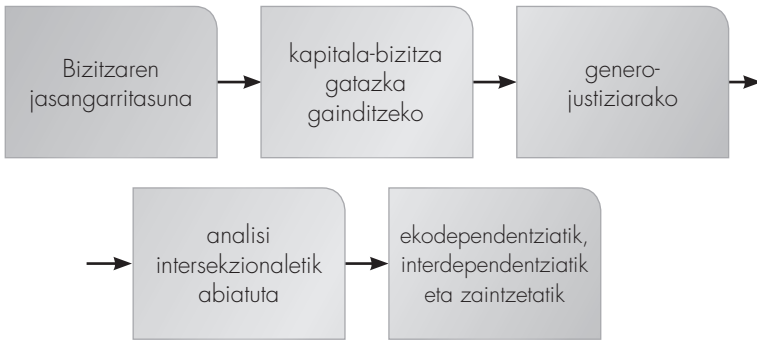 Bizitzaren
jasangarritasuna
kapitala-bizitza
gatazka
gainditzeko
genero-
justiziarako
analisi
intersekzionaletik
abiatuta
ekodependentziatik,
interdependentziatik
eta zaintzetatik